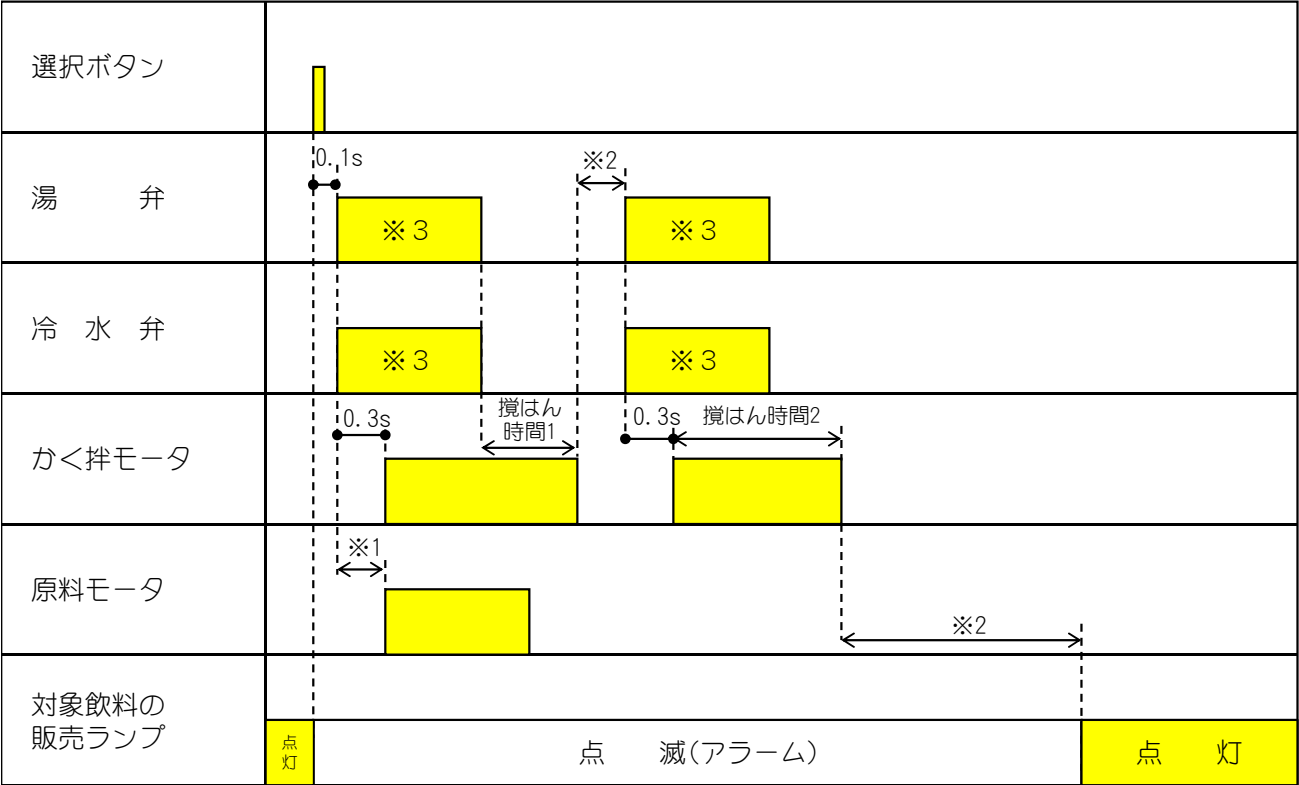 選択ボタン
湯　　弁
0.1s
※2
※３
※３
冷　水　弁
※３
※３
かく拌モータ
0.3s
撹はん
時間1
0.3s
撹はん時間2
原料モータ
※1
※2
対象飲料の
販売ランプ
点
灯
点　　滅(アラーム)
点　　灯